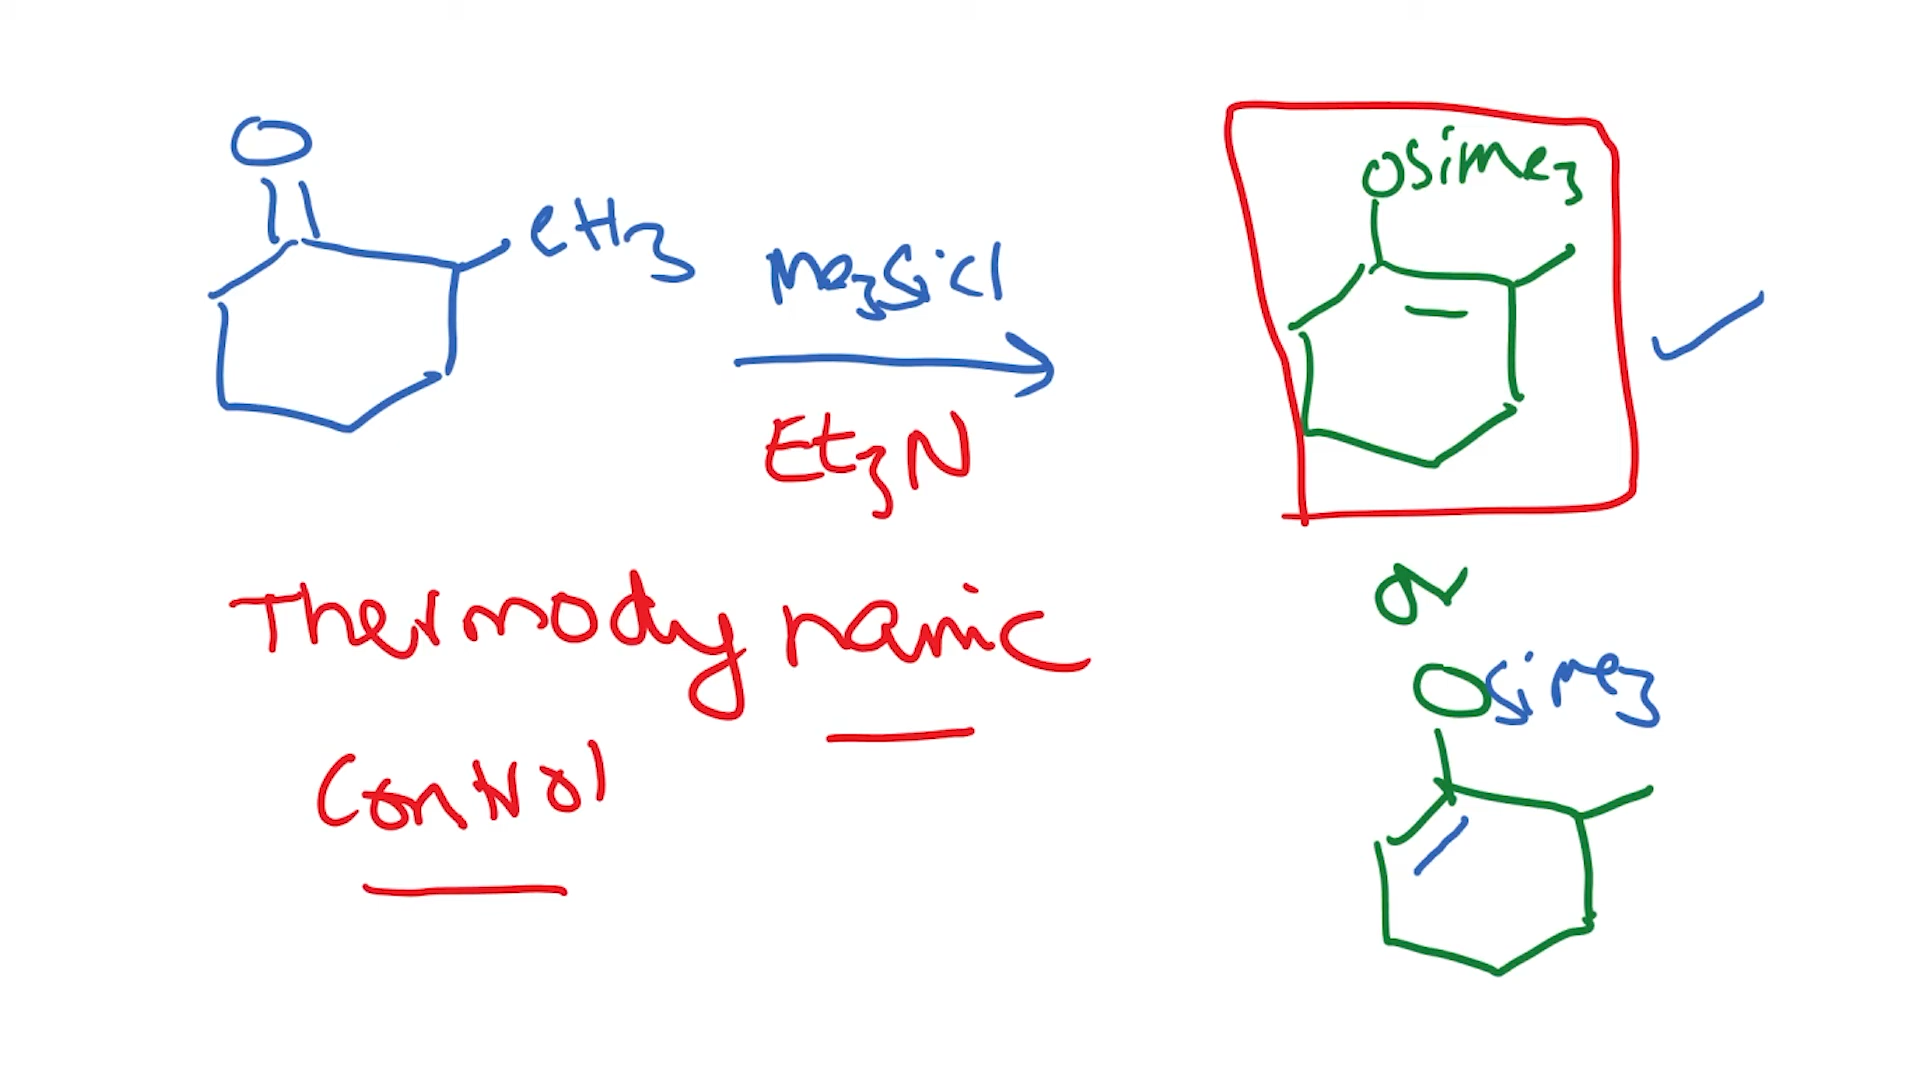 O
CH3
Me3SiCl
Et3N
OSiMe3
or
OSiMe3
Thermodynamic
Control